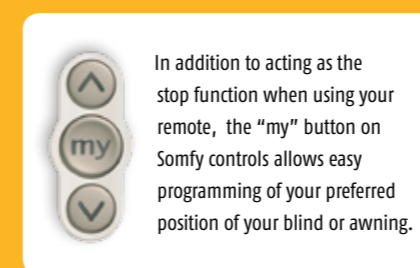 In addition to acting as the
stop function when using your
my
remote, the “my” button on
Somfy controls allows easy
programming of your preferred
position of your blind or awning.